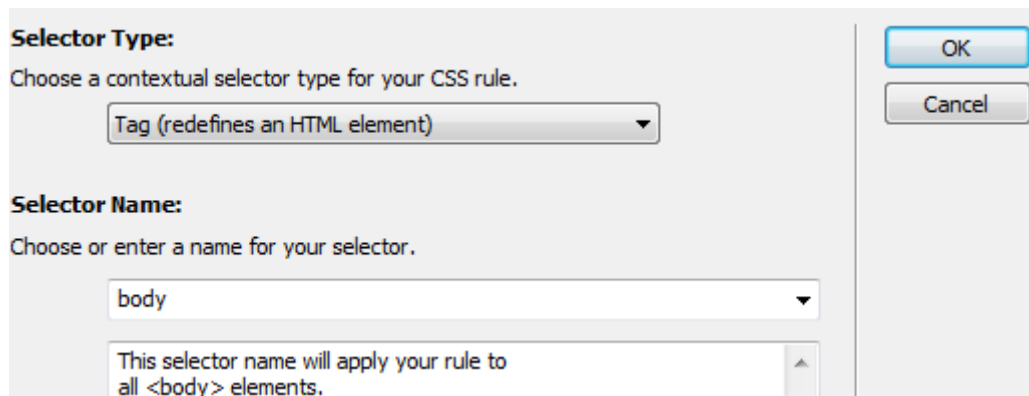 Selector Type:
OK
Choose a contextual selector type for your CSS rule.
Cancel
Tag (redefines an HTML element)
Selector Name:
Choose or enter a name for your selector.
body
This selector name will apply your rule to
all <body> elements.